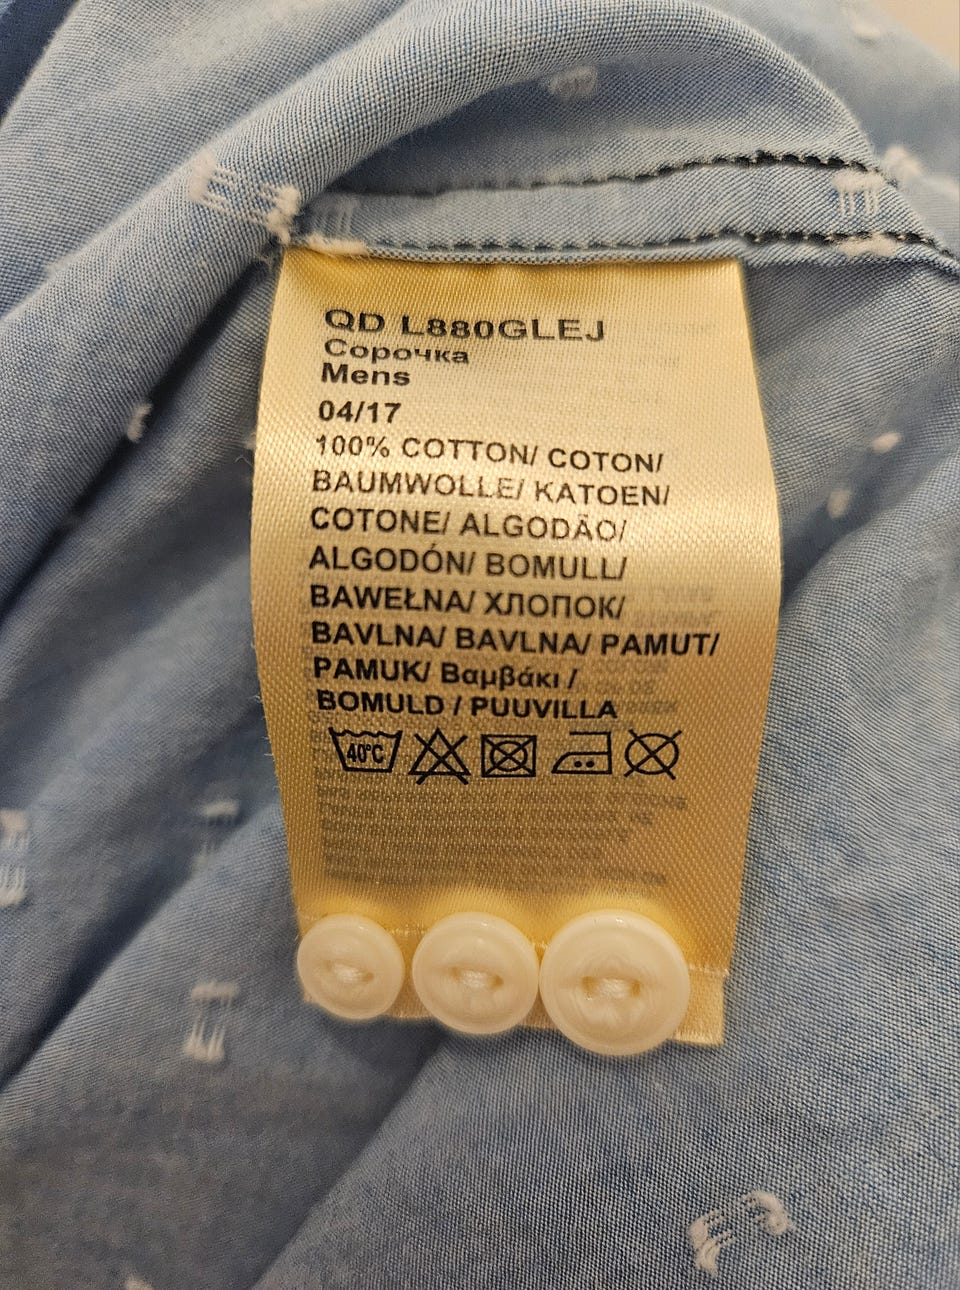 QD L880GLEJ
Сорочка
Mens
04/17
100% COTTON/ COTON/
BAUMWOLLE/ KATOEN/
COTONE/ ALGODÃO/
ALGODÓN/ BOMULL/
BAWEŁNA/ ХЛОПОК/
BAVLNA/ BAVLNA/ PAMUT/
PAMUK/ Βαμβάκι /
BOMULD / PUUVILLA
40°C